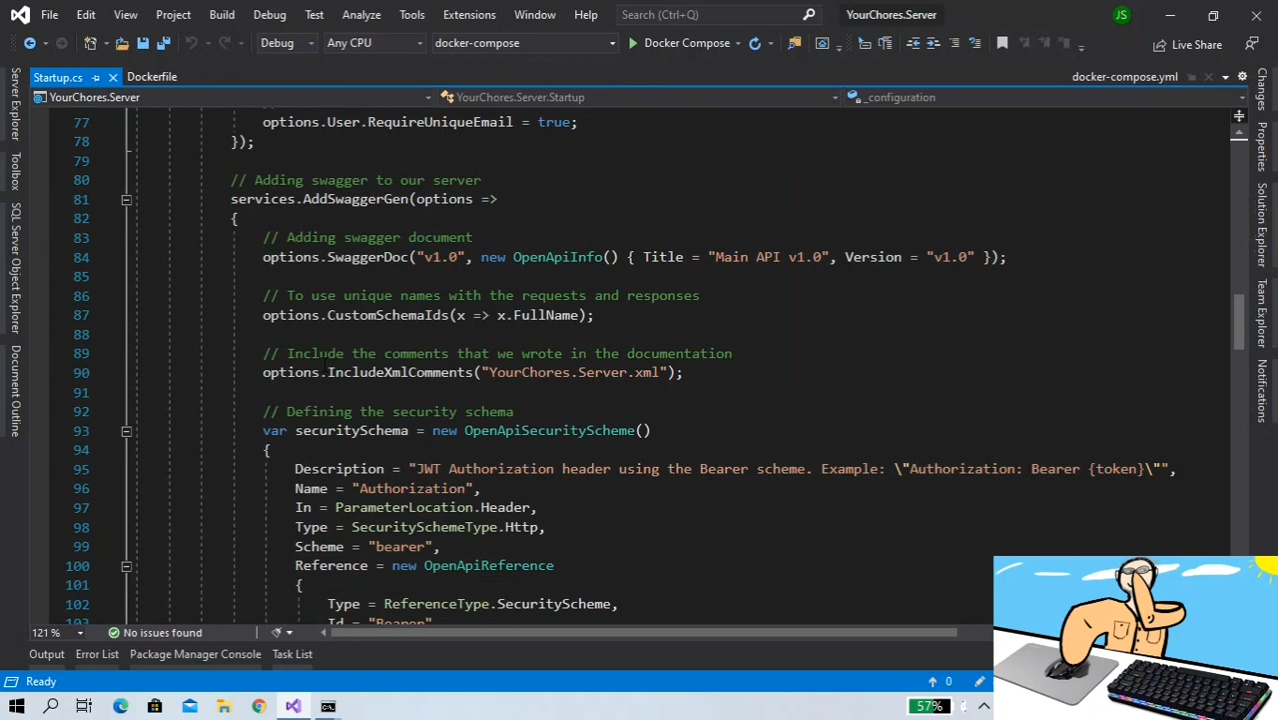 File Edit View Project Build Debug Test Analyze Tools Extensions Window Help Search (Ctrl+Q) YourChores.Server JS
Debug Any CPU docker-compose Docker Compose Live Share
Startup.cs Dockerfile docker-compose.yml
YourChores.Server YourChores.Server.Startup _configuration
77 options.User.RequireUniqueEmail = true;
78 });
79
80 // Adding swagger to our server
81 services.AddSwaggerGen(options =>
82 {
83 // Adding swagger document
84 options.SwaggerDoc("v1.0", new OpenApiInfo() { Title = "Main API v1.0", Version = "v1.0" });
85
86 // To use unique names with the requests and responses
87 options.CustomSchemaIds(x => x.FullName);
88
89 // Include the comments that we wrote in the documentation
90 options.IncludeXmlComments("YourChores.Server.xml");
91
92 // Defining the security schema
93 var securitySchema = new OpenApiSecurityScheme()
94 {
95 Description = "JWT Authorization header using the Bearer scheme. Example: \"Authorization: Bearer {token}\"",
96 Name = "Authorization",
97 In = ParameterLocation.Header,
98 Type = SecuritySchemeType.Http,
99 Scheme = "bearer",
100 Reference = new OpenApiReference
101 {
102 Type = ReferenceType.SecurityScheme,
103 Id = "Bearer"
Server Explorer
Toolbox
SQL Server Object Explorer
Document Outline
Changes
Properties
Solution Explorer
Team Explorer
Notifications
121 % No issues found
Output Error List Package Manager Console Task List
Ready 0
57%